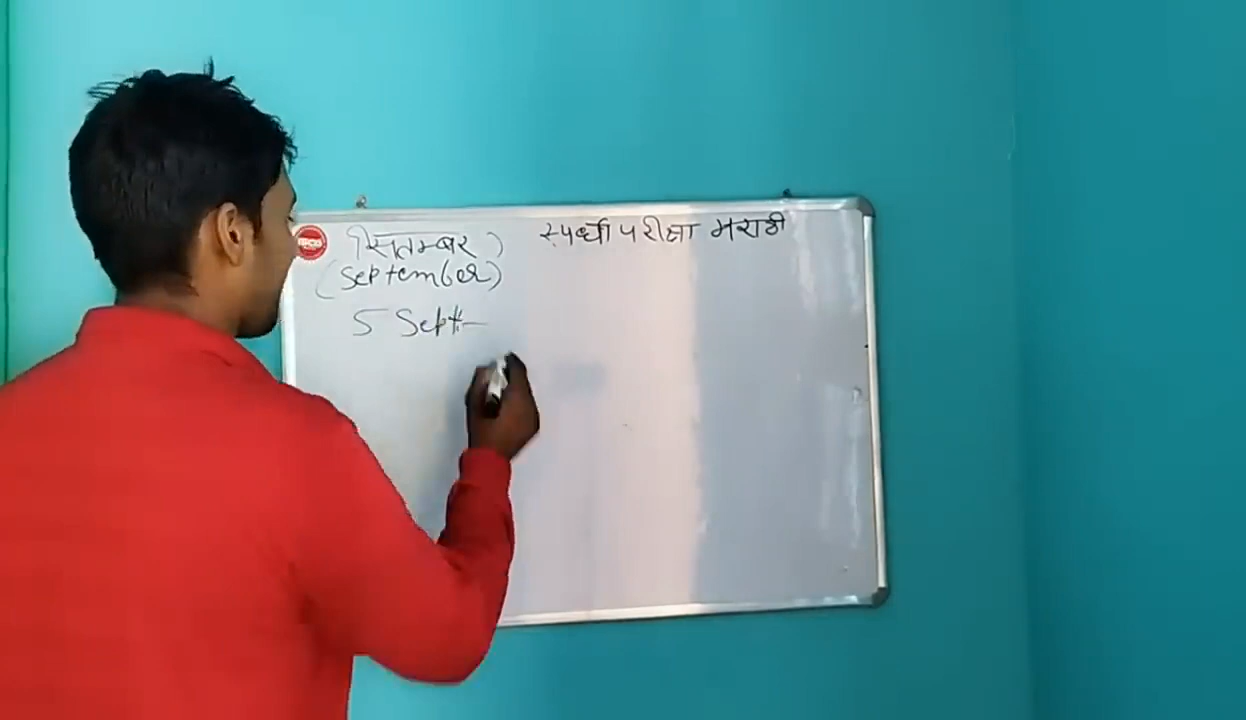 सितम्बर)
(September)
5 Sept:-
स्पर्धा परीक्षा मराठी